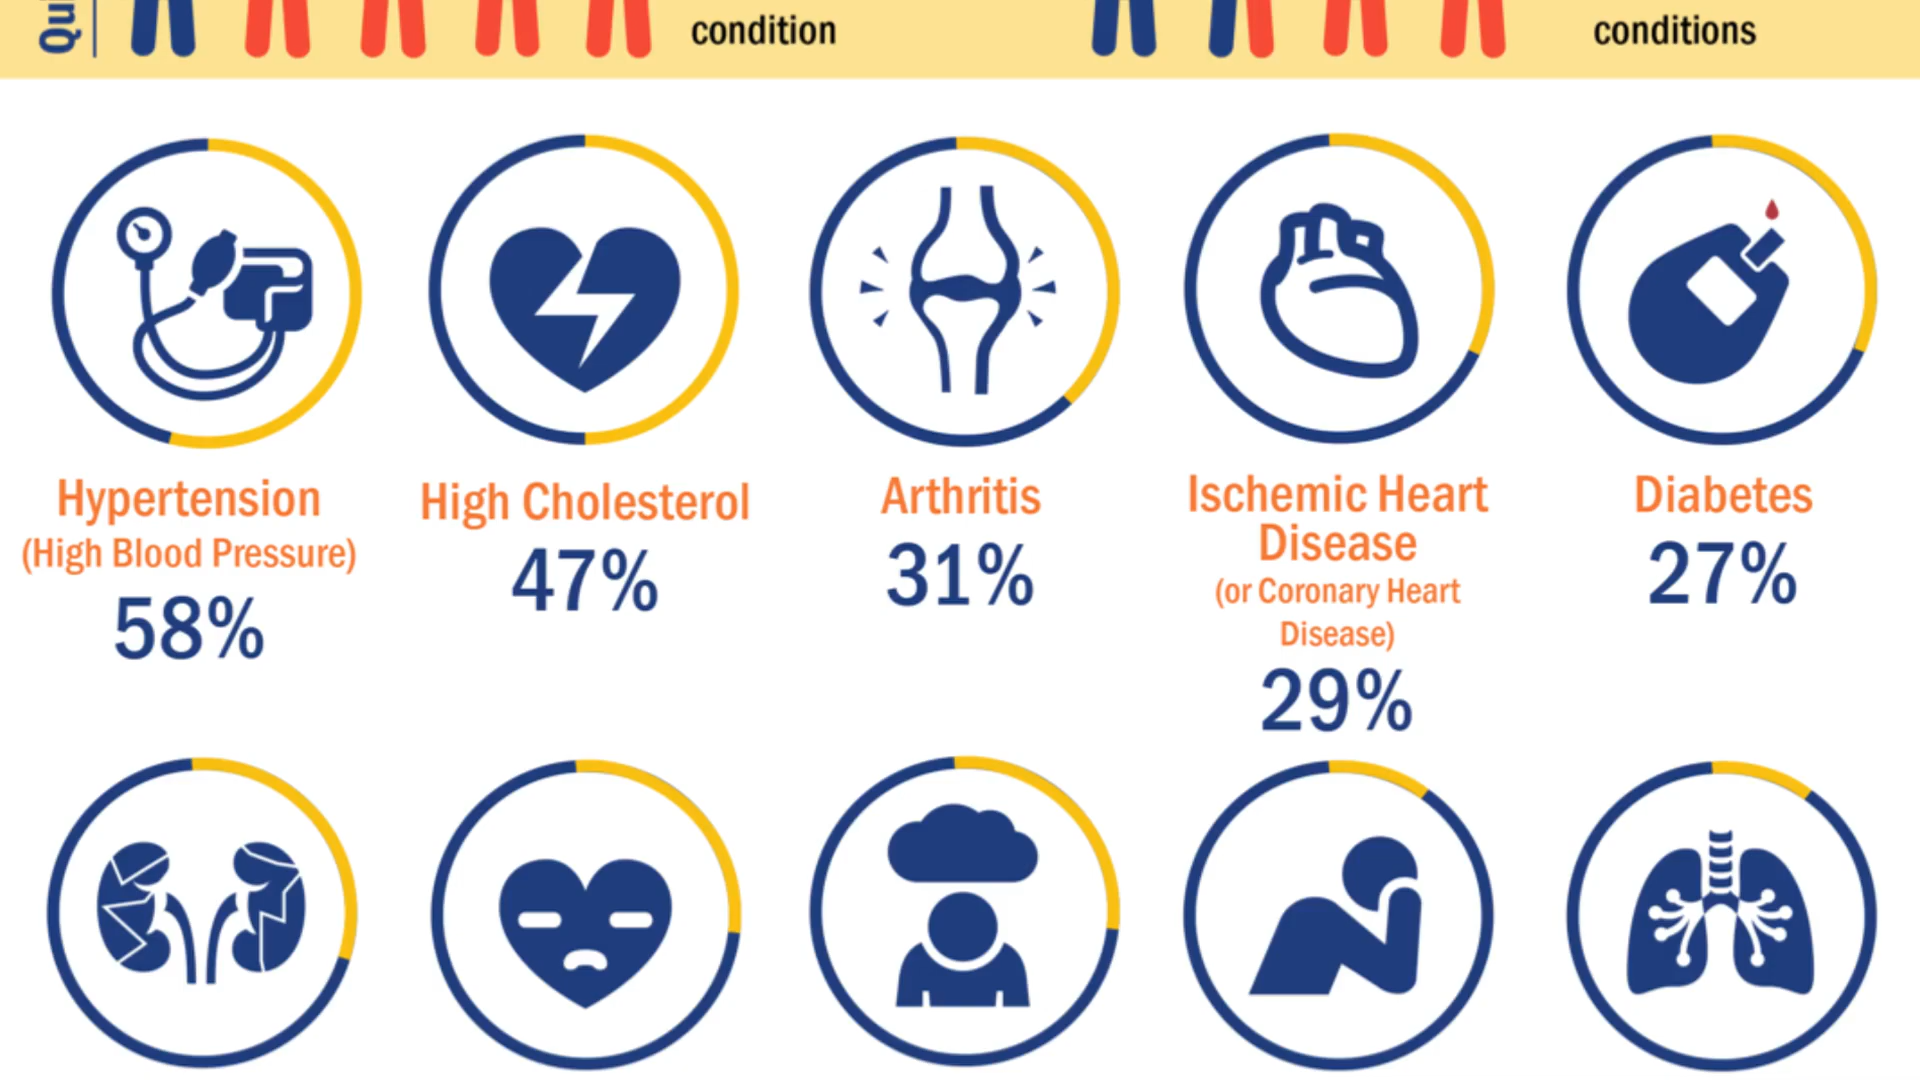 condition
conditions
Hypertension
(High Blood Pressure)
58%
High Cholesterol
47%
Arthritis
31%
Ischemic Heart
Disease
(or Coronary Heart
Disease)
29%
Diabetes
27%